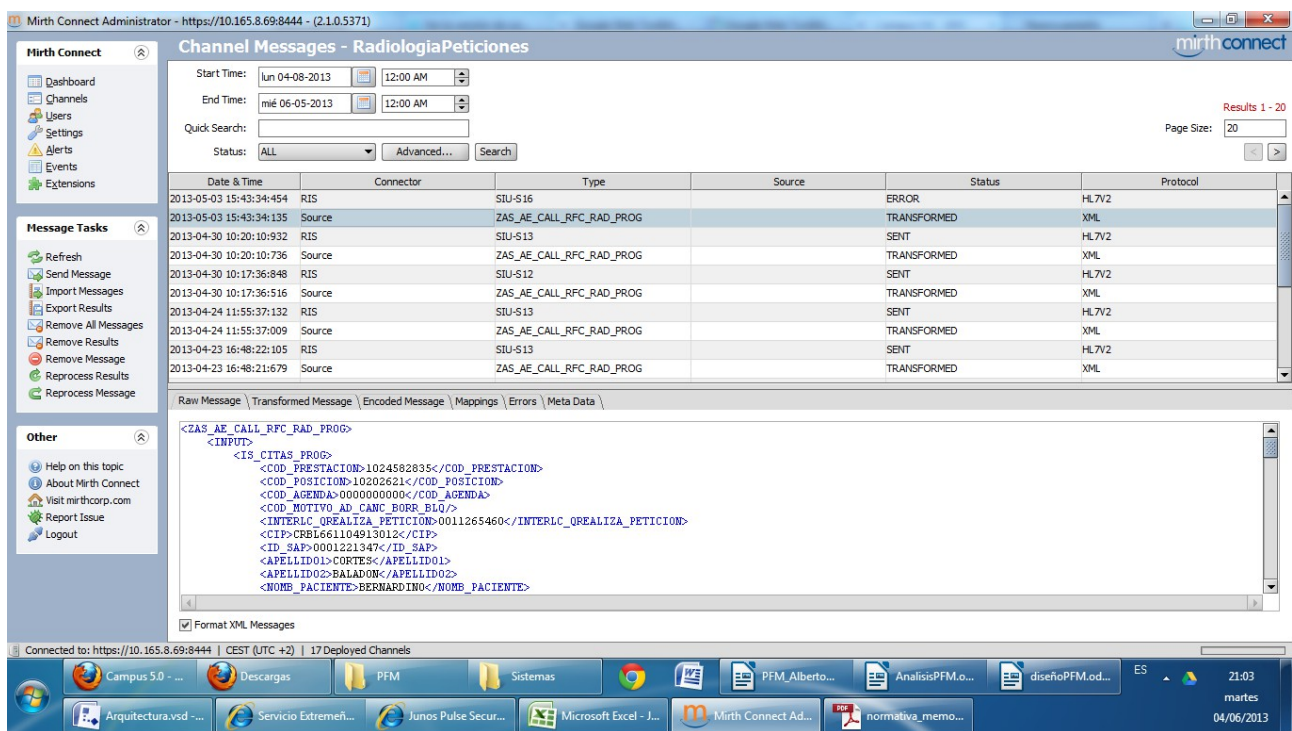 Mirth Connect Administrator - https://10.165.8.69:8444 - (2.1.0.5371)
Mirth Connect
Dashboard
Channels
Users
Settings
Alerts
Events
Extensions
Message Tasks
Refresh
Send Message
Import Messages
Export Results
Remove All Messages
Remove Results
Remove Message
Reprocess Results
Reprocess Message
Other
Help on this topic
About Mirth Connect
Visit mirthcorp.com
Report Issue
Logout
Channel Messages - RadiologiaPeticiones
mirth connect
Start Time: lun 04-08-2013 12:00 AM
End Time: mié 06-05-2013 12:00 AM
Results 1 - 20
Quick Search:
Page Size: 20
Status: ALL Advanced... Search < >
Date & Time Connector Type Source Status Protocol
2013-05-03 15:43:34:454 RIS SIU-S16 ERROR HL7V2
2013-05-03 15:43:34:135 Source ZAS_AE_CALL_RFC_RAD_PROG TRANSFORMED XML
2013-04-30 10:20:10:932 RIS SIU-S13 SENT HL7V2
2013-04-30 10:20:10:736 Source ZAS_AE_CALL_RFC_RAD_PROG TRANSFORMED XML
2013-04-30 10:17:36:848 RIS SIU-S12 SENT HL7V2
2013-04-30 10:17:36:516 Source ZAS_AE_CALL_RFC_RAD_PROG TRANSFORMED XML
2013-04-24 11:55:37:132 RIS SIU-S13 SENT HL7V2
2013-04-24 11:55:37:009 Source ZAS_AE_CALL_RFC_RAD_PROG TRANSFORMED XML
2013-04-23 16:48:22:105 RIS SIU-S13 SENT HL7V2
2013-04-23 16:48:21:679 Source ZAS_AE_CALL_RFC_RAD_PROG TRANSFORMED XML
Raw Message Transformed Message Encoded Message Mappings Errors Meta Data
<ZAS_AE_CALL_RFC_RAD_PROG>
<INPUT>
<IS_CITAS_PROG>
<COD_PRESTACION>1024582835</COD_PRESTACION>
<COD_POSICION>10202621</COD_POSICION>
<COD_AGENDA>0000000000</COD_AGENDA>
<COD_MOTIVO_AD_CANC_BORR_BLQ/>
<INTERLC_QREALIZA_PETICION>0011265460</INTERLC_QREALIZA_PETICION>
<CIP>CRBL661104913012</CIP>
<ID_SAP>0001221347</ID_SAP>
<APELLIDO1>CORTES</APELLIDO1>
<APELLIDO2>BALADON</APELLIDO2>
<NOMB_PACIENTE>BERNARDINO</NOMB_PACIENTE>
Format XML Messages
Connected to: https://10.165.8.69:8444 | CEST (UTC +2) | 17 Deployed Channels
Campus 5.0 - ... Descargas PFM Sistemas PFM_Alberto... AnalisisPFM.o... diseñoPFM.od... ES 21:03
martes
Arquitectura.vsd -... Servicio Extremeñ... Junos Pulse Secur... Microsoft Excel - J... Mirth Connect Ad... normativa_memo... 04/06/2013